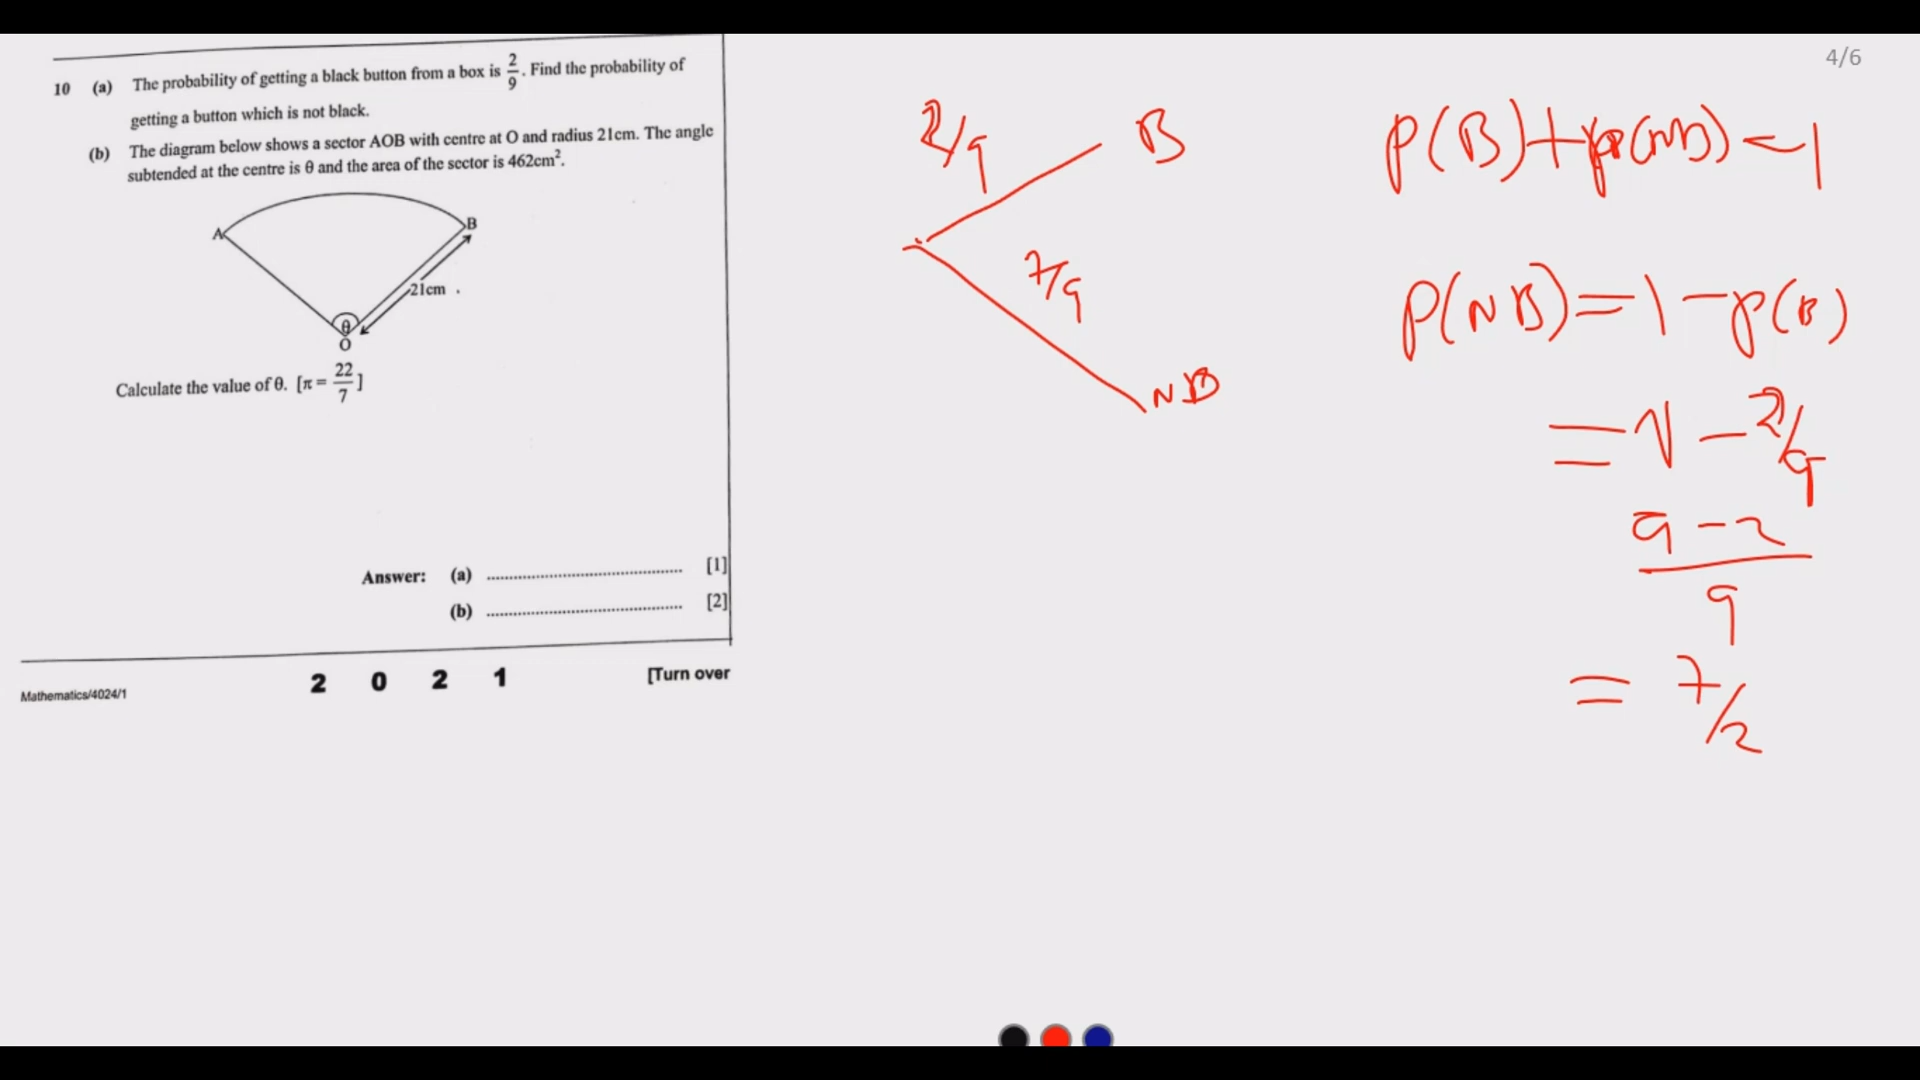 4/6
10 (a) The probability of getting a black button from a box is 2/9. Find the probability of
getting a button which is not black.
(b) The diagram below shows a sector AOB with centre at O and radius 21cm. The angle
subtended at the centre is θ and the area of the sector is 462cm².
A
B
21cm .
θ
O
Calculate the value of θ. [π = 22/7]
Answer: (a) ........................................ [1]
(b) ........................................ [2]
2 0 2 1
[Turn over
Mathematics/4024/1
2/9
B
7/9
NB
P(B)+P(NB)=1
P(NB)=1-P(B)
=1-2/9
9-2
9
= 7/2